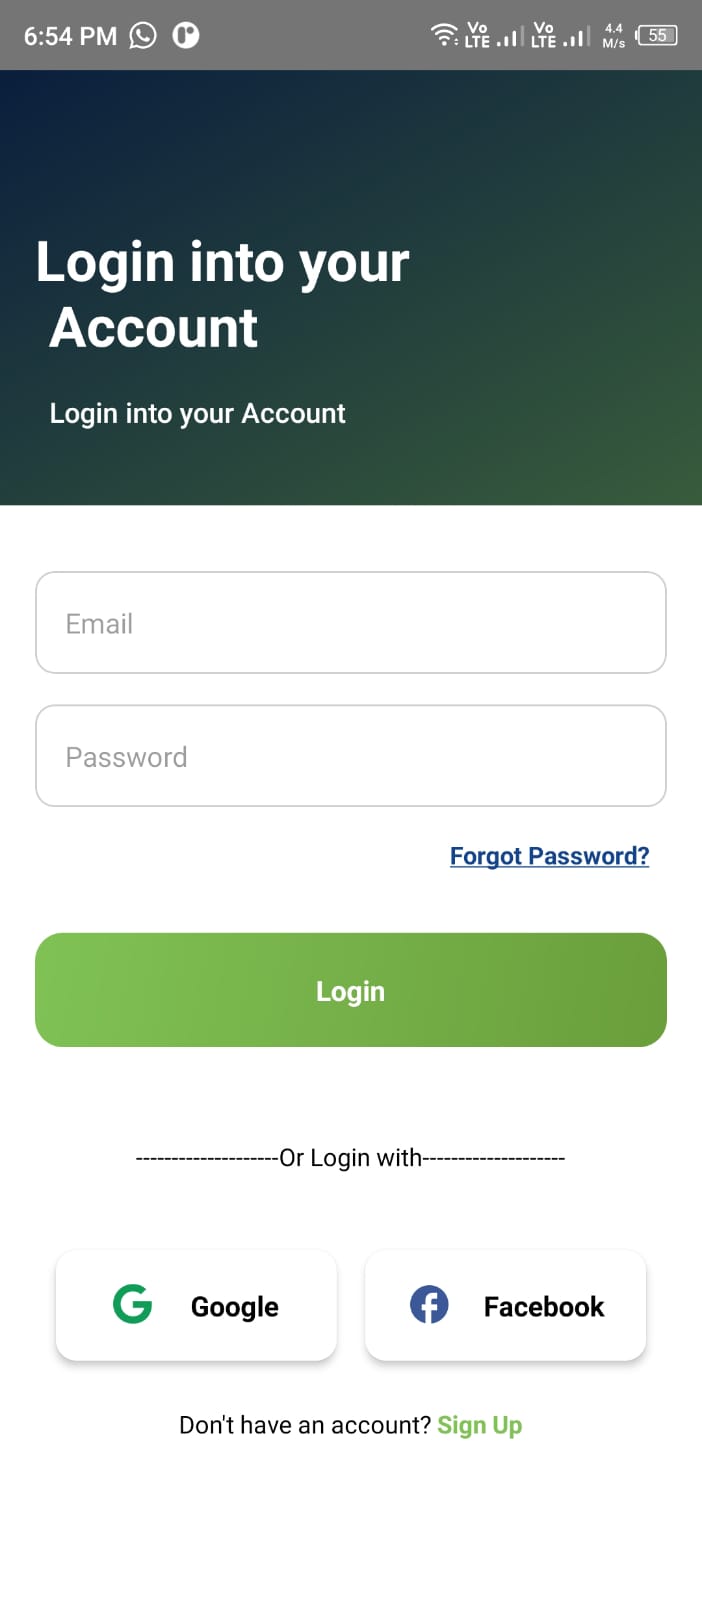 6:54 PM Vo LTE Vo LTE 4.4 M/s 55
Login into your
Account
Login into your Account
Email
Password
Forgot Password?
Login
--------------------Or Login with--------------------
Google Facebook
Don't have an account? Sign Up